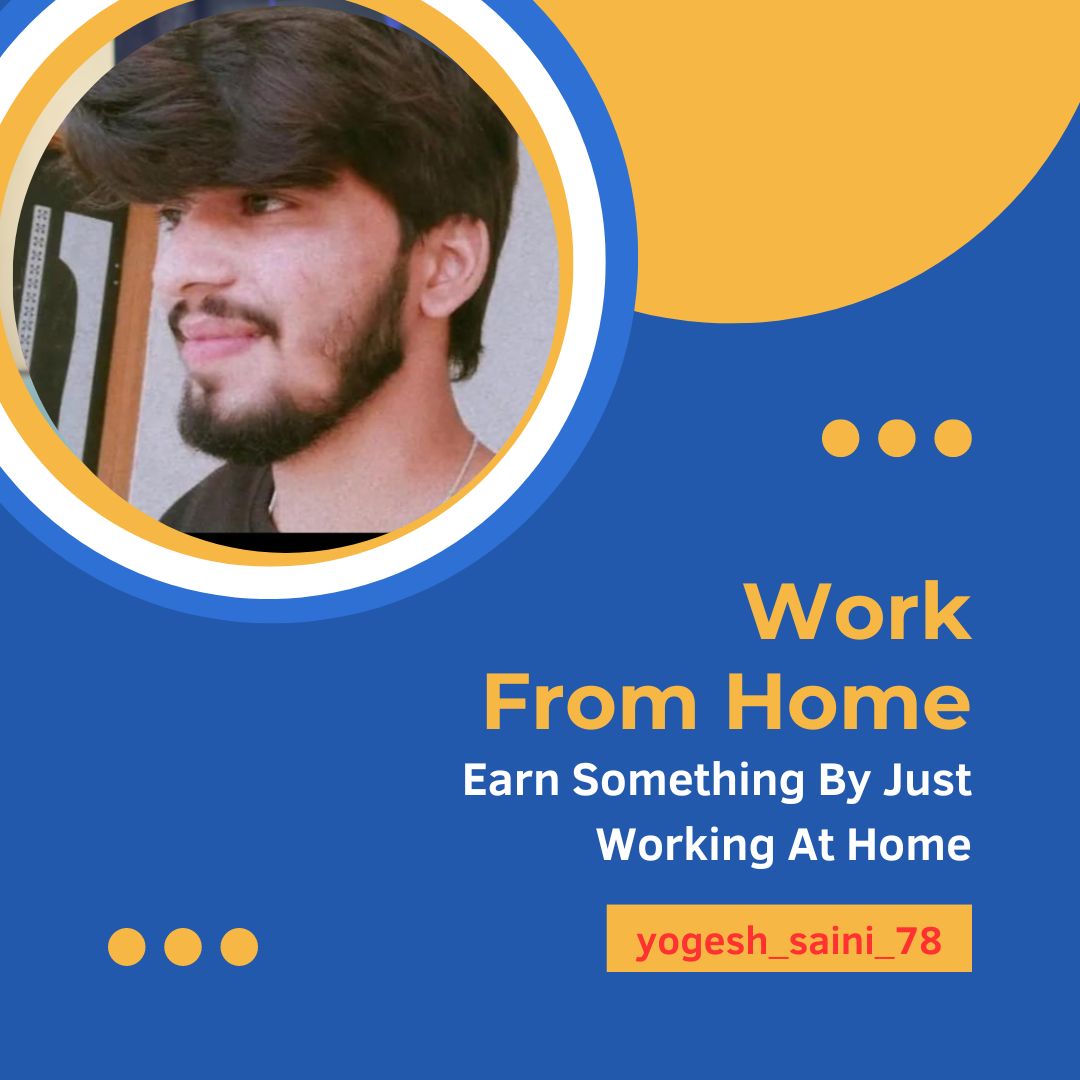 Work
From Home
Earn Something By Just
Working At Home
yogesh_saini_78